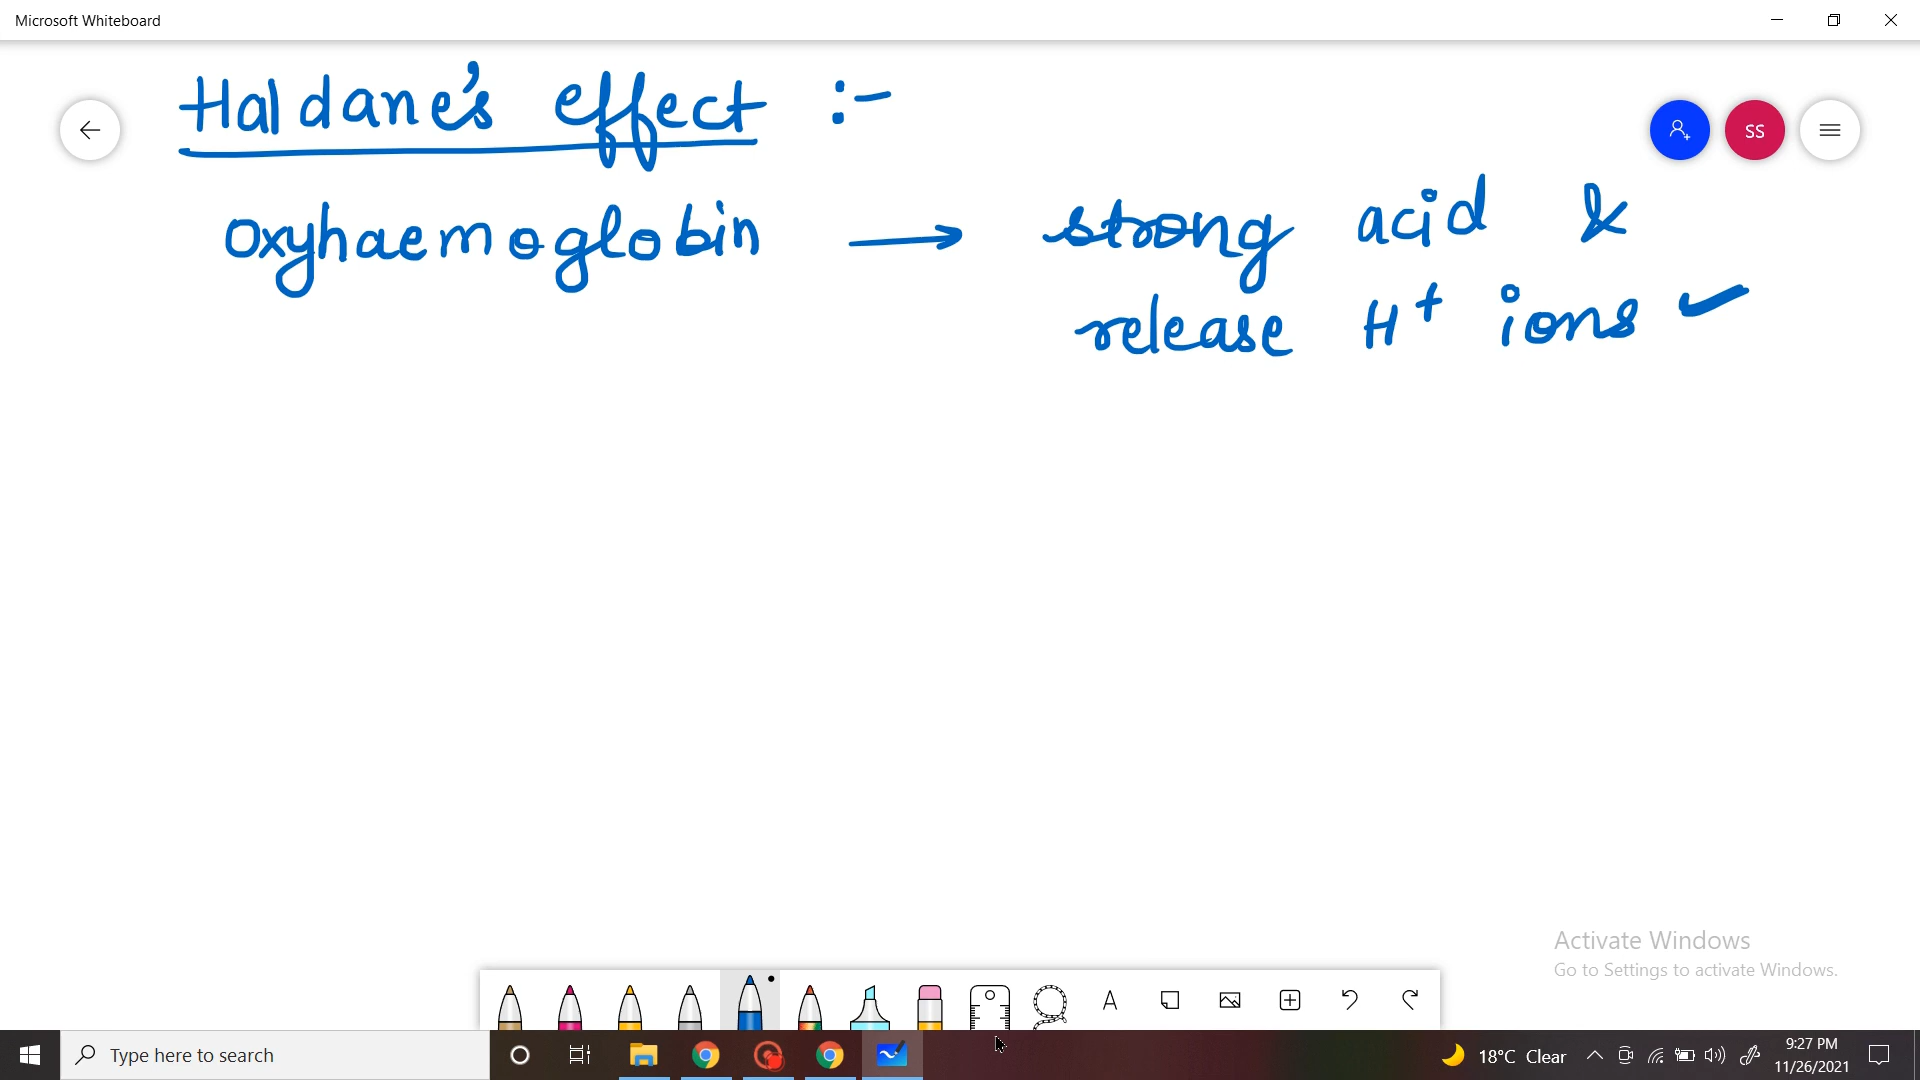 Microsoft Whiteboard
Haldane's effect :-
SS
oxyhaemoglobin → strong acid &
release H+ ions ✓
Activate Windows
Go to Settings to activate Windows.
A
Type here to search
18°C Clear
9:27 PM
11/26/2021